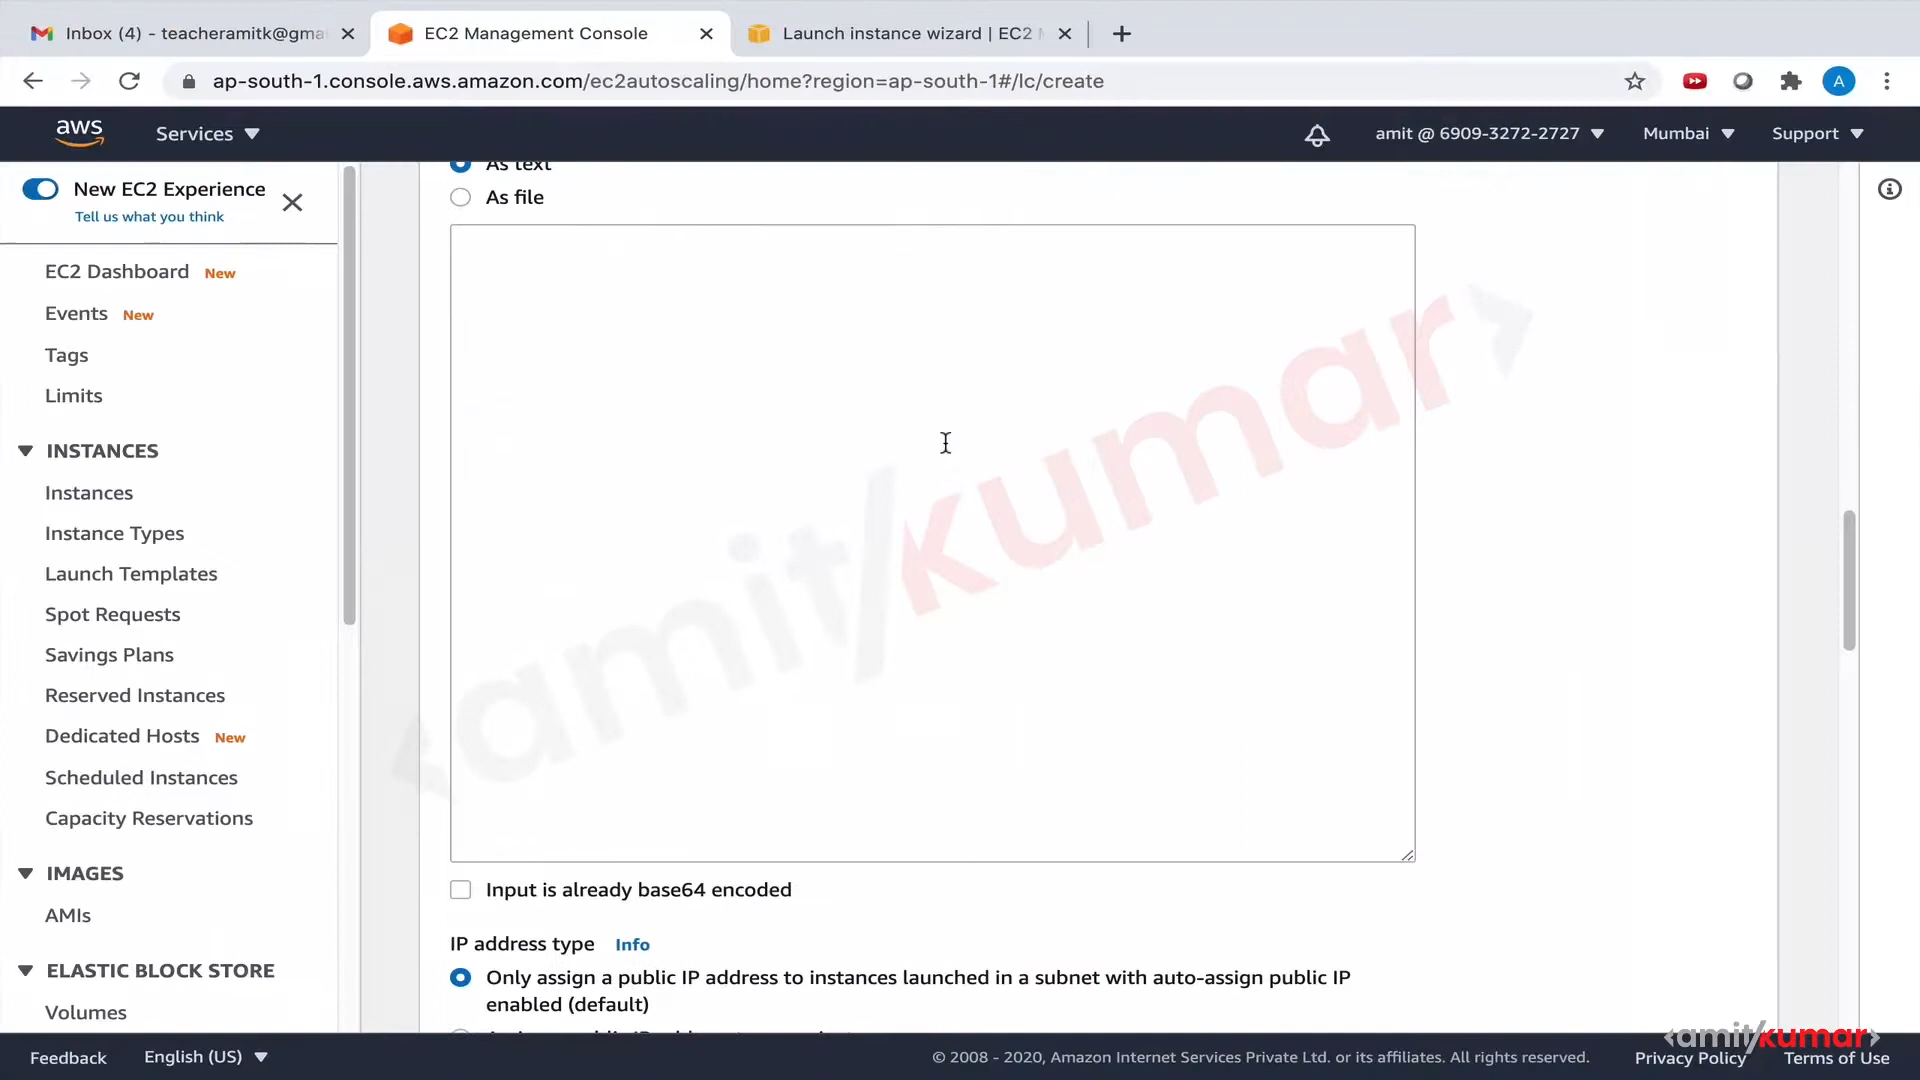 Inbox (4) - teacheramitk@gma
EC2 Management Console
Launch instance wizard | EC2 M
ap-south-1.console.aws.amazon.com/ec2autoscaling/home?region=ap-south-1#/lc/create
A
aws
Services
amit @ 6909-3272-2727
Mumbai
Support
New EC2 Experience
Tell us what you think
EC2 Dashboard New
Events New
Tags
Limits
INSTANCES
Instances
Instance Types
Launch Templates
Spot Requests
Savings Plans
Reserved Instances
Dedicated Hosts New
Scheduled Instances
Capacity Reservations
IMAGES
AMIs
ELASTIC BLOCK STORE
Volumes
As text
As file
<amit/kumar>
Input is already base64 encoded
IP address type Info
Only assign a public IP address to instances launched in a subnet with auto-assign public IP
enabled (default)
<amit/kumar>
Feedback
English (US)
© 2008 - 2020, Amazon Internet Services Private Ltd. or its affiliates. All rights reserved.
Privacy Policy
Terms of Use